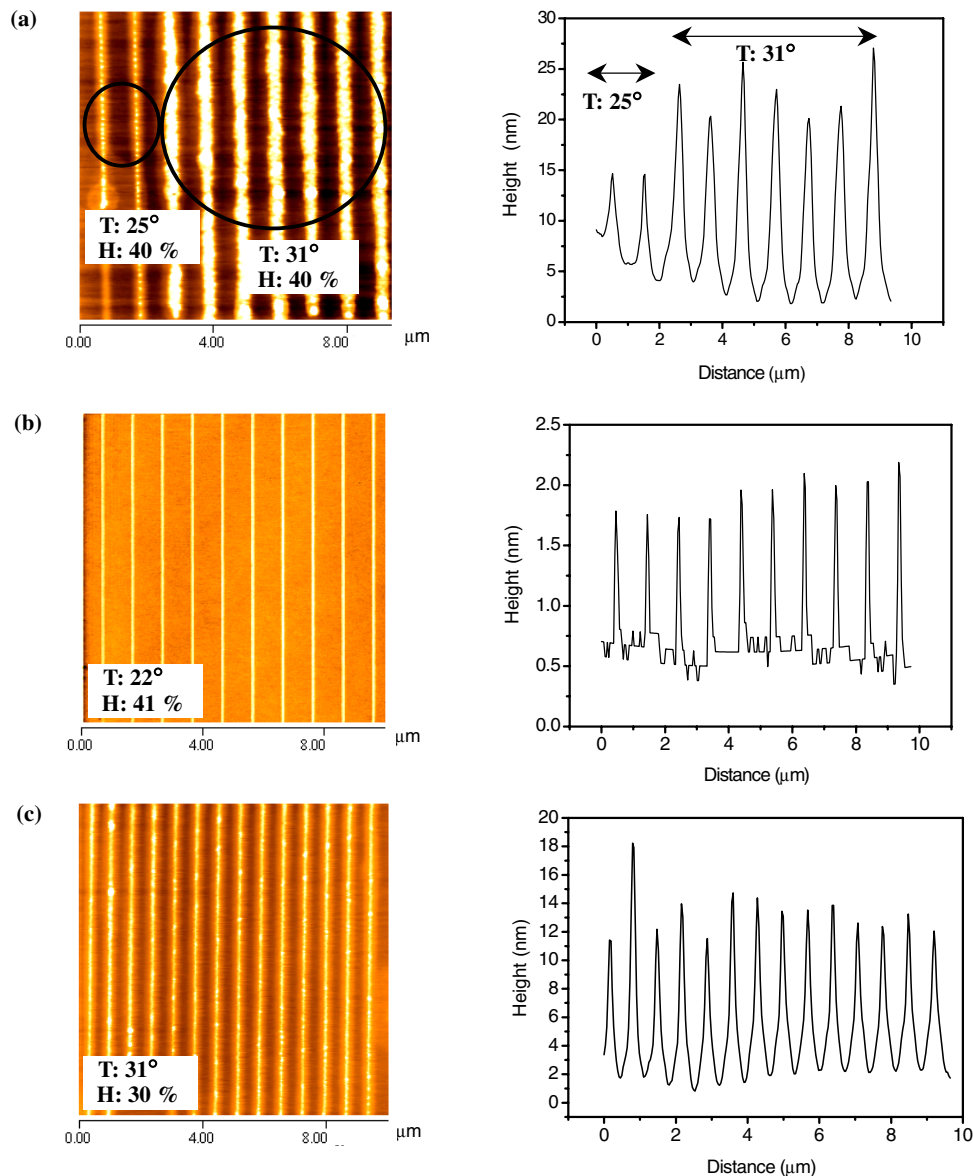 (a)
T: 25°
H: 40 %
T: 31°
H: 40 %
0.00 4.00 8.00 μm
30
25
20
15
10
5
0
Height (nm)
T: 31°
T: 25°
0 2 4 6 8 10
Distance (μm)
(b)
T: 22°
H: 41 %
0.00 4.00 8.00 μm
2.5
2.0
1.5
1.0
0.5
0.0
Height (nm)
0 2 4 6 8 10
Distance (μm)
(c)
T: 31°
H: 30 %
0.00 4.00 8.00 μm
20
18
16
14
12
10
8
6
4
2
0
Height (nm)
0 2 4 6 8 10
Distance (μm)